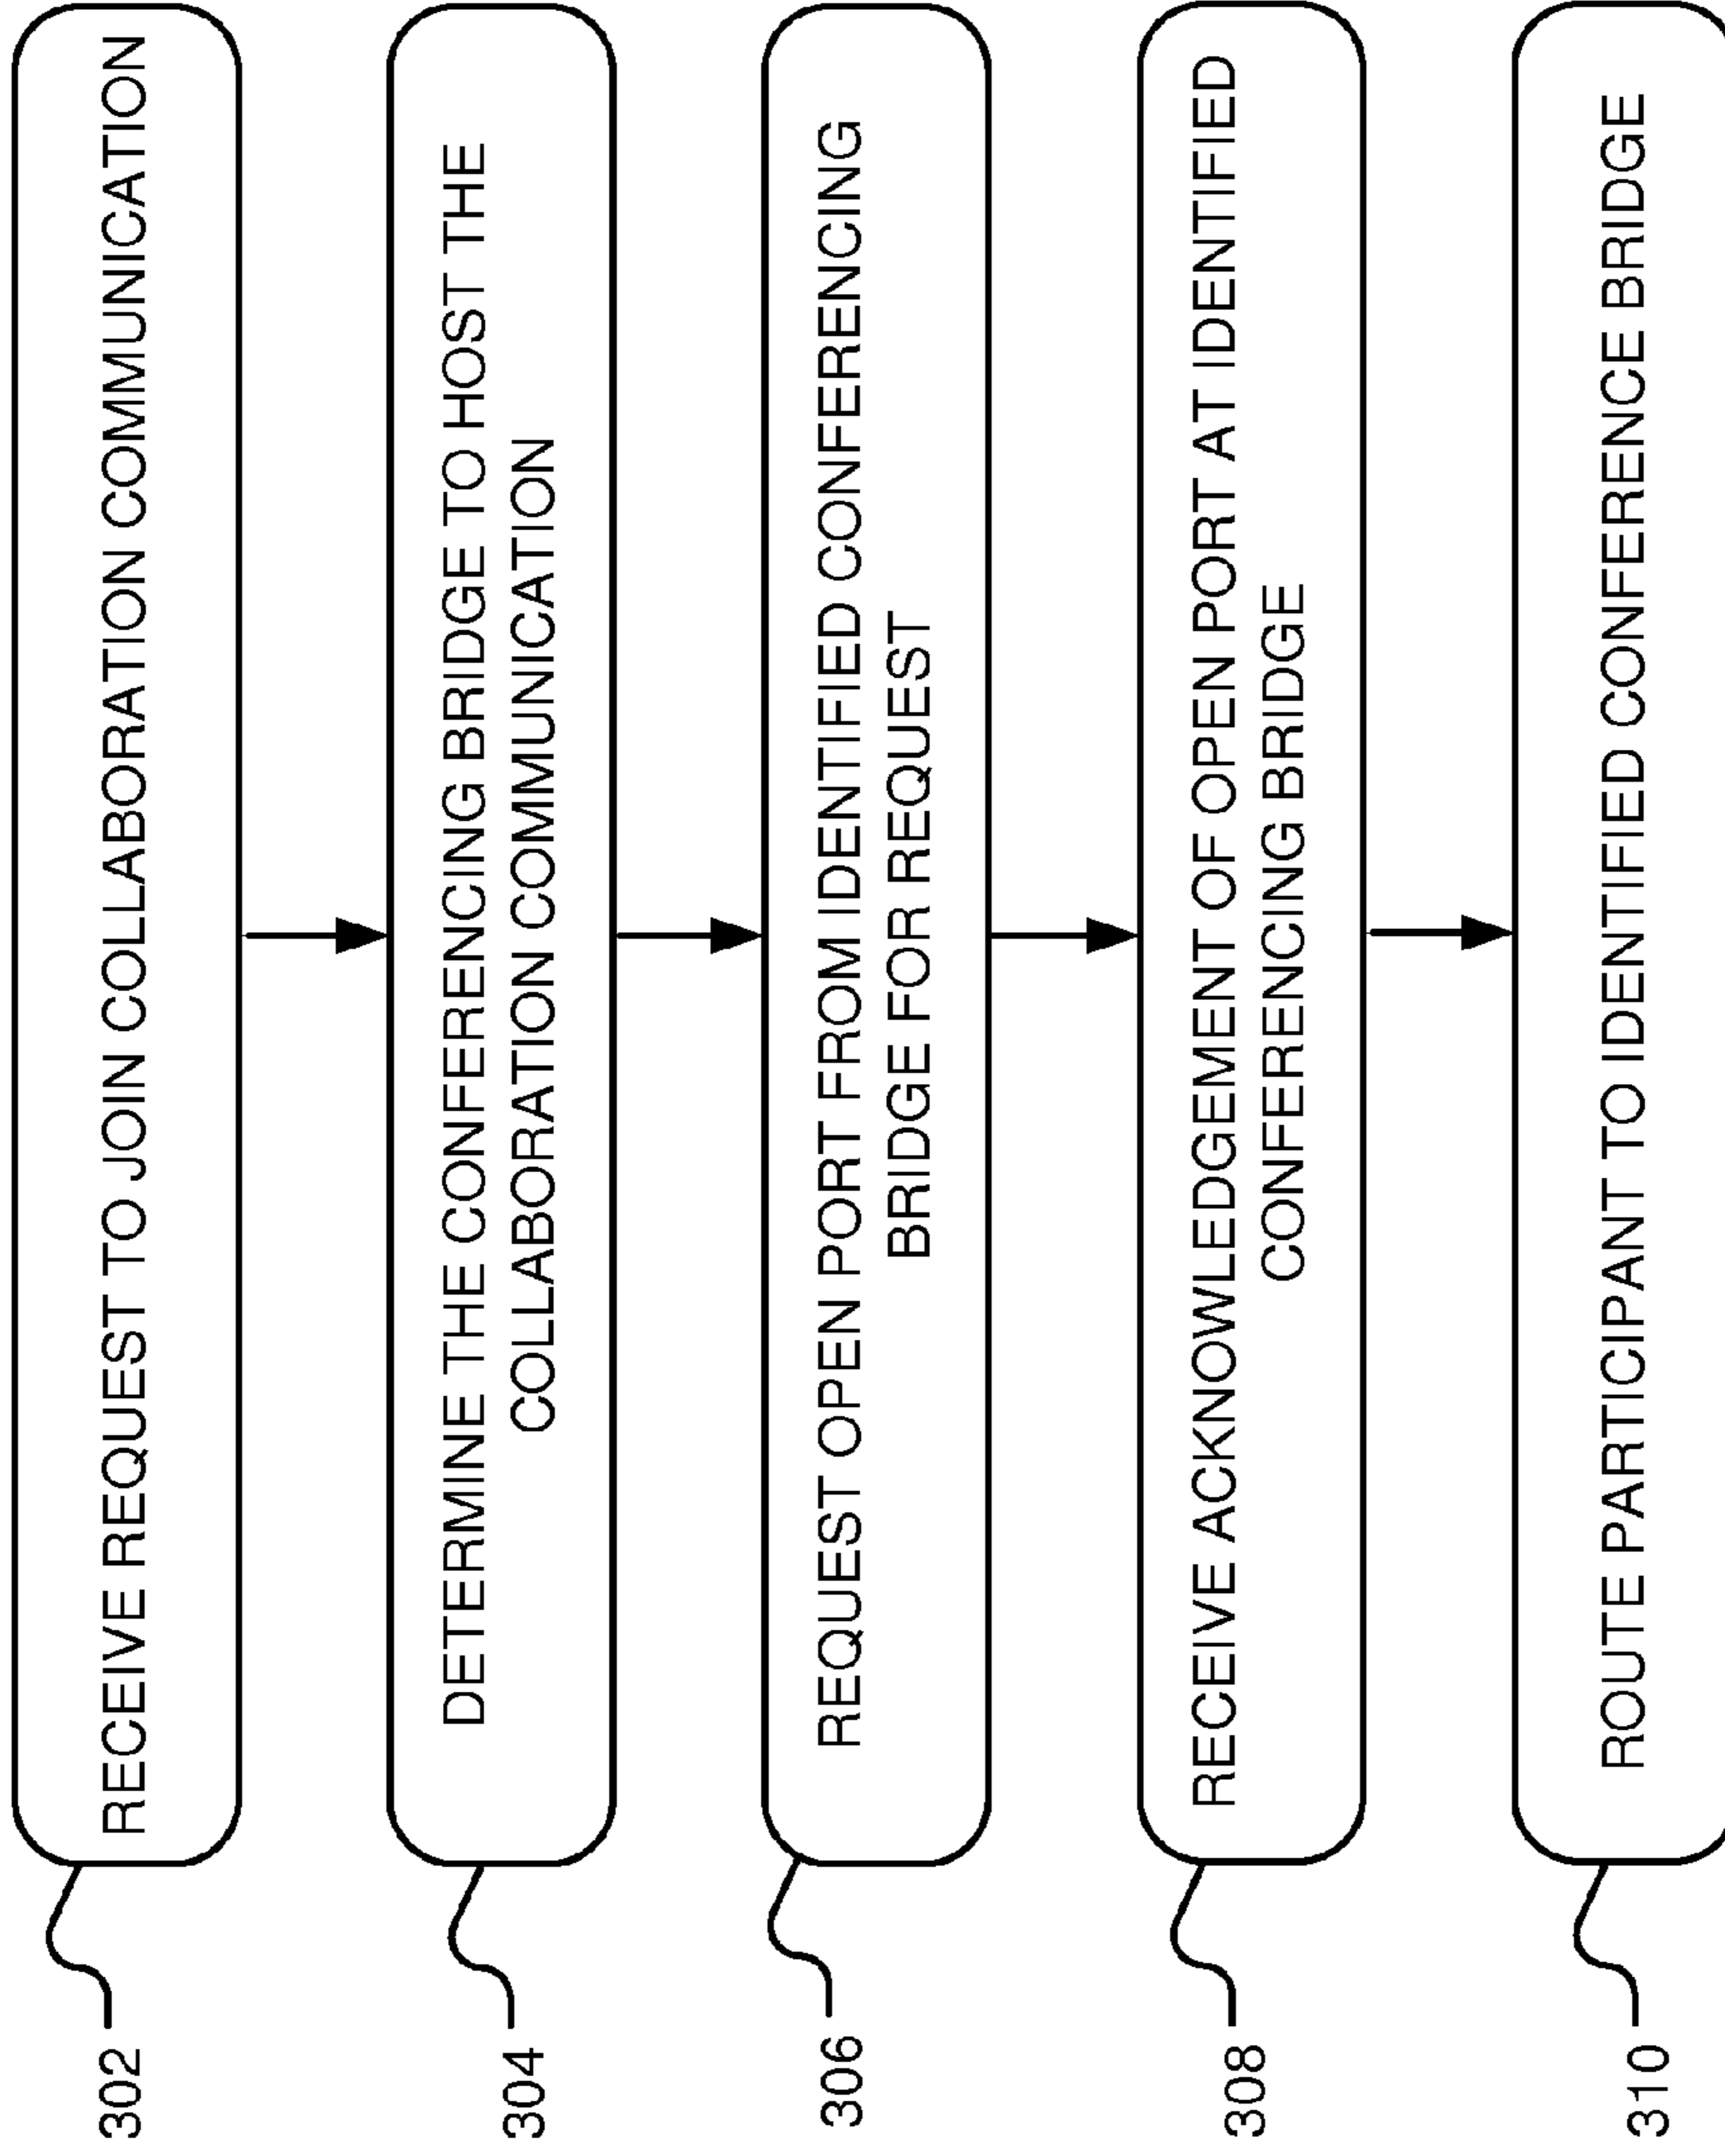 302
RECEIVE REQUEST TO JOIN COLLABORATION COMMUNICATION
304
DETERMINE THE CONFERENCING BRIDGE TO HOST THE
COLLABORATION COMMUNICATION
306
REQUEST OPEN PORT FROM IDENTIFIED CONFERENCING
BRIDGE FOR REQUEST
308
RECEIVE ACKNOWLEDGEMENT OF OPEN PORT AT IDENTIFIED
CONFERENCING BRIDGE
310
ROUTE PARTICIPANT TO IDENTIFIED CONFERENCE BRIDGE